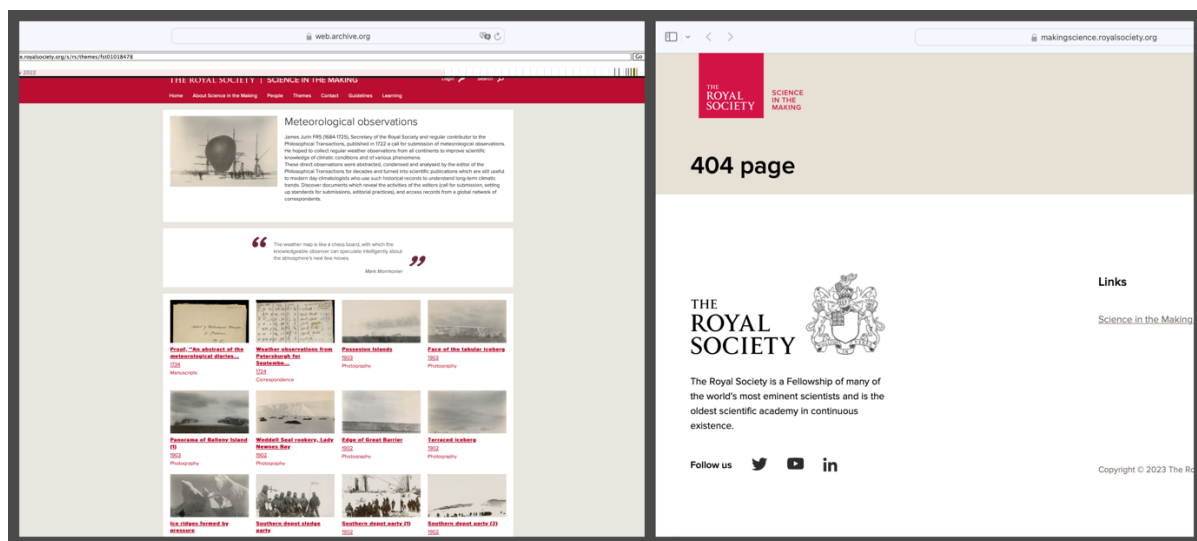 web.archive.org
e.royalsociety.org/s/rs/themes/fst01018478
Go
2022
THE ROYAL SOCIETY | SCIENCE IN THE MAKING
Login
Search
Home About Science in the Making People Themes Contact Guidelines Learning
Meteorological observations
James Jurin FRS (1684-1725), Secretary of the Royal Society and regular contributor to the
Philosophical Transactions, published in 1722 a call for submission of meteorological observations.
He hoped to collect regular weather observations from all continents to improve scientific
knowledge of climatic conditions and of various phenomena.
These direct observations were abstracted, condensed and analysed by the editor of the
Philosophical Transactions for decades and turned into scientific publications which are still useful
to modern day climatologists who use such historical records to understand long-term climatic
trends. Discover documents which reveal the activities of the editors (call for submission, setting
up standards for submissions, editorial practices), and access records from a global network of
correspondents.
“ The weather map is like a chess board, with which the
knowledgeable observer can speculate intelligently about
the atmosphere's next few moves. ”
Mark Monmonier
Proof, "An abstract of the
meteorological diaries...
1724
Manuscripts
Weather observations from
Petersburgh for
Septembe...
1724
Correspondence
Possesion Islands
1903
Photography
Face of the tabular iceberg
1903
Photography
Panorama of Balleny Island
(1)
1903
Photography
Weddell Seal rookery, Lady
Newnes Bay
1902
Photography
Edge of Great Barrier
1902
Photography
Terraced iceberg
1902
Photography
Ice ridges formed by
pressure
Southern depot sledge
party
Southern depot party (1)
1902
Southern depot party (2)
1902
makingscience.royalsociety.org
THE
ROYAL
SOCIETY
SCIENCE
IN THE
MAKING
404 page
THE
ROYAL
SOCIETY
Links
Science in the Making
The Royal Society is a Fellowship of many of
the world's most eminent scientists and is the
oldest scientific academy in continuous
existence.
Follow us
in
Copyright © 2023 The Ro